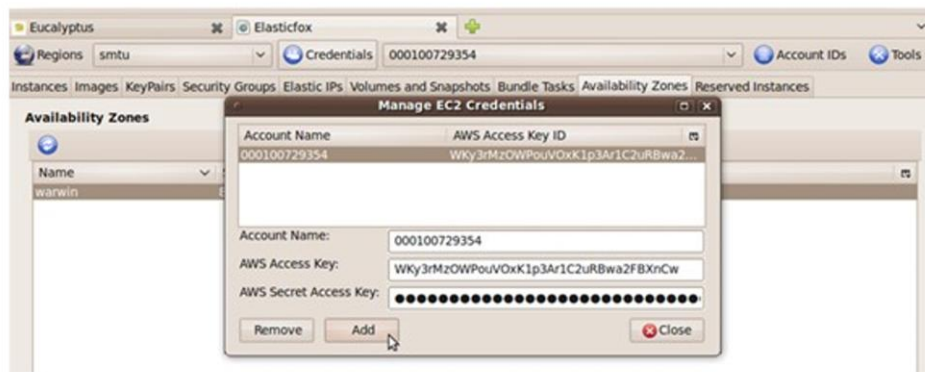 Eucalyptus
Elasticfox
Regions smtu Credentials 000100729354 Account IDs Tools
Instances Images KeyPairs Security Groups Elastic IPs Volumes and Snapshots Bundle Tasks Availability Zones Reserved Instances
Availability Zones
Name
warwin
Manage EC2 Credentials
Account Name AWS Access Key ID
000100729354 WKy3rMzOWPouVOxK1p3Ar1C2uRBwa2...
Account Name: 000100729354
AWS Access Key: WKy3rMzOWPouVOxK1p3Ar1C2uRBwa2FBXnCw
AWS Secret Access Key:
Remove Add Close